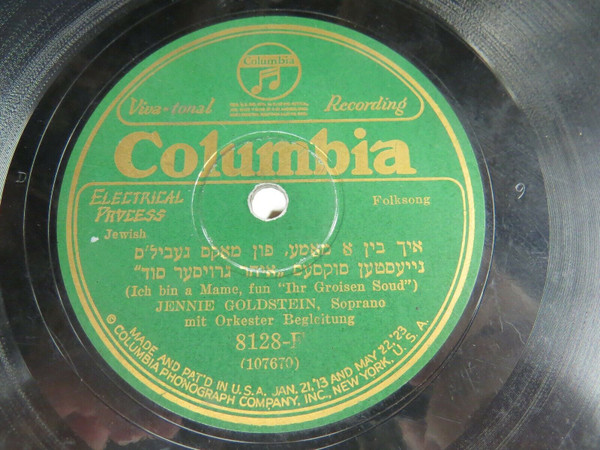 Columbia
Viva-tonal Recording
Columbia
ELECTRICAL
PROCESS
Folksong
Jewish
איך בין א מאמע, פון מאקס געביל׳ס
נייעסטען סוקסעס „איהר גרויסער סוד"
(Ich bin a Mame, fun "Ihr Groisen Soud")
JENNIE GOLDSTEIN, Soprano
mit Orkester Begleitung
8128-F
(107670)
© MADE AND PAT'D IN U.S.A. JAN. 21,'13 AND MAY 22,'23
COLUMBIA PHONOGRAPH COMPANY, INC., NEW YORK, U.S.A.
D
9